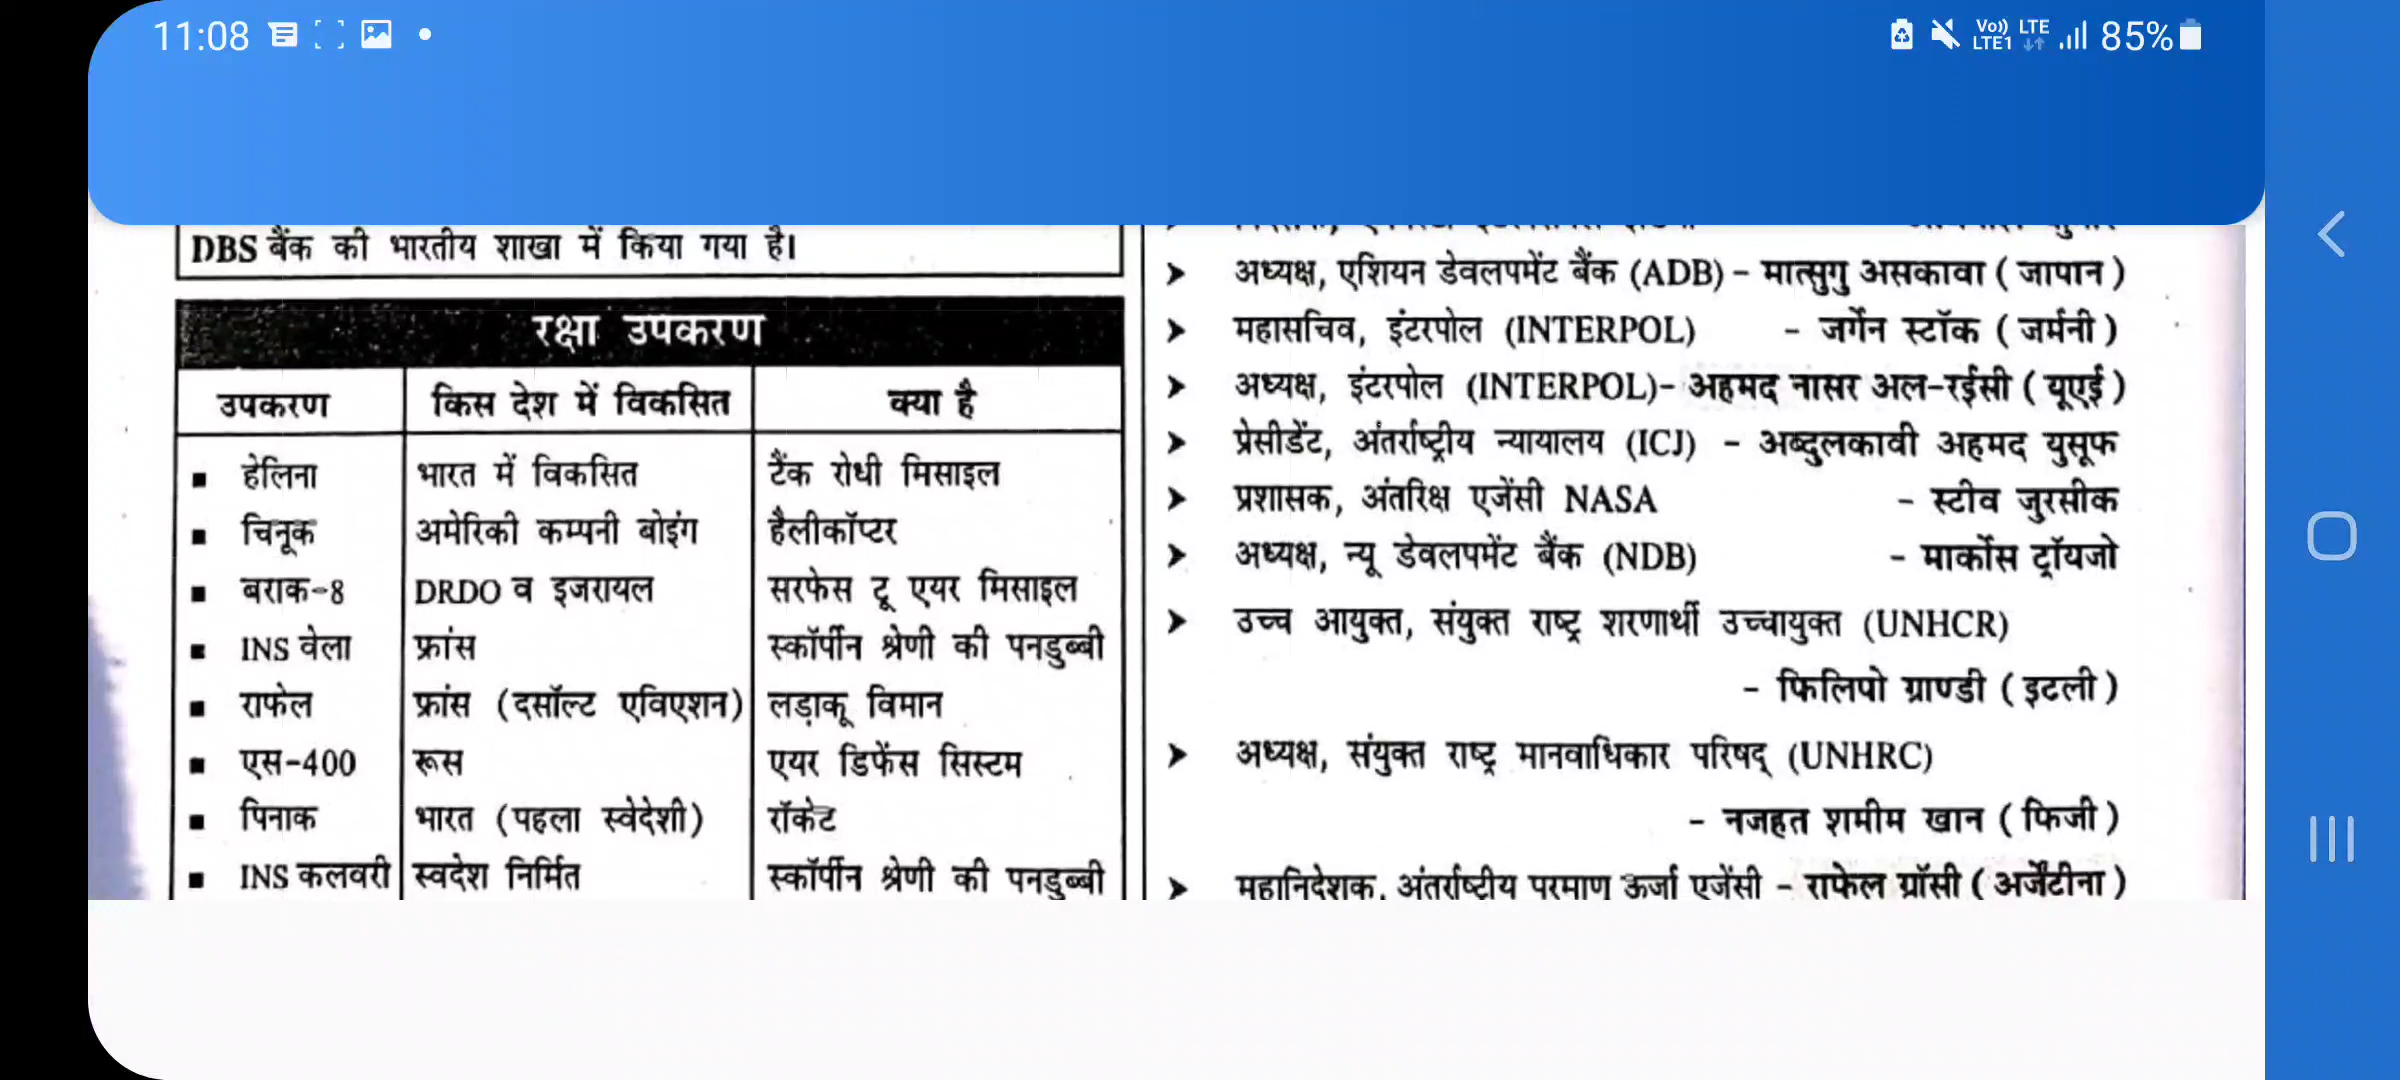 11:08
Vo)) LTE
LTE1
85%
DBS बैंक की भारतीय शाखा में किया गया है।
रक्षा उपकरण
उपकरण किस देश में विकसित क्या है
▪ हेलिना भारत में विकसित टैंक रोधी मिसाइल
▪ चिनूक अमेरिकी कम्पनी बोइंग हैलीकॉप्टर
▪ बराक-8 DRDO व इजरायल सरफेस टू एयर मिसाइल
▪ INS वेला फ्रांस स्कॉर्पीन श्रेणी की पनडुब्बी
▪ राफेल फ्रांस (दसॉल्ट एविएशन) लड़ाकू विमान
▪ एस-400 रूस एयर डिफेंस सिस्टम
▪ पिनाक भारत (पहला स्वेदेशी) रॉकेट
▪ INS कलवरी स्वदेश निर्मित स्कॉर्पीन श्रेणी की पनडुब्बी
➤ अध्यक्ष, एशियन डेवलपमेंट बैंक (ADB) - मात्सुगु असकावा (जापान)
➤ महासचिव, इंटरपोल (INTERPOL) - जर्गेन स्टॉक (जर्मनी)
➤ अध्यक्ष, इंटरपोल (INTERPOL)- अहमद नासर अल-रईसी (यूएई)
➤ प्रेसीडेंट, अंतर्राष्ट्रीय न्यायालय (ICJ) - अब्दुलकावी अहमद युसूफ
➤ प्रशासक, अंतरिक्ष एजेंसी NASA - स्टीव जुरसीक
➤ अध्यक्ष, न्यू डेवलपमेंट बैंक (NDB) - मार्कोस ट्रॉयजो
➤ उच्च आयुक्त, संयुक्त राष्ट्र शरणार्थी उच्चायुक्त (UNHCR)
- फिलिपो ग्राण्डी (इटली)
➤ अध्यक्ष, संयुक्त राष्ट्र मानवाधिकार परिषद् (UNHRC)
- नजहत शमीम खान (फिजी)
➤ महानिदेशक, अंतर्राष्ट्रीय परमाणु ऊर्जा एजेंसी - राफेल ग्रॉसी (अर्जेंटीना)